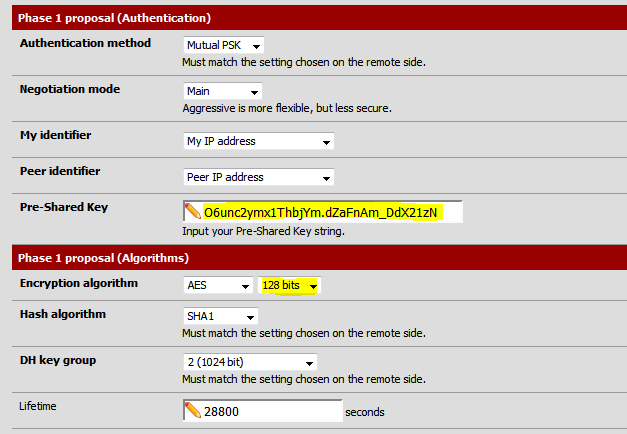 Phase 1 proposal (Authentication)
Authentication method
Mutual PSK
Must match the setting chosen on the remote side.
Negotiation mode
Main
Aggressive is more flexible, but less secure.
My identifier
My IP address
Peer identifier
Peer IP address
Pre-Shared Key
O6unc2ymx1ThbjYm.dZaFnAm_DdX21zN
Input your Pre-Shared Key string.
Phase 1 proposal (Algorithms)
Encryption algorithm
AES 128 bits
Hash algorithm
SHA1
Must match the setting chosen on the remote side.
DH key group
2 (1024 bit)
Must match the setting chosen on the remote side.
Lifetime
28800 seconds